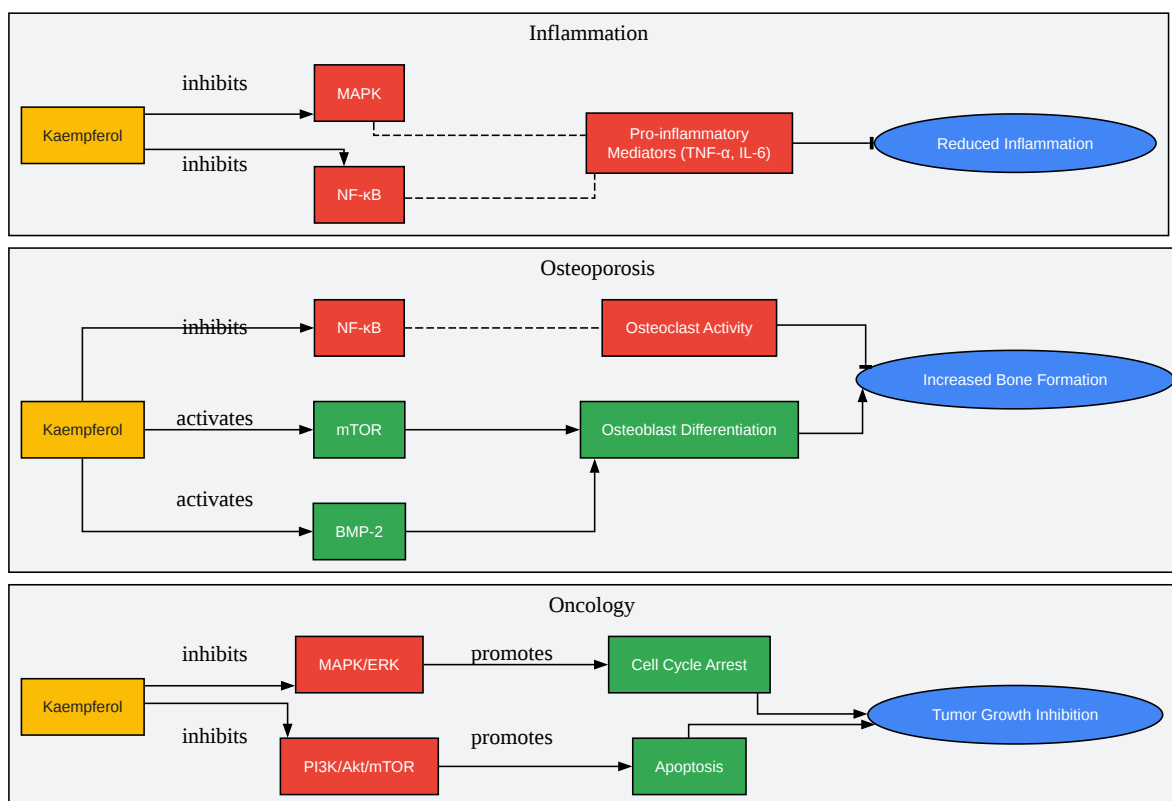 Inflammation
inhibits
MAPK
Kaempferol
inhibits
NF-κB
Pro-inflammatory
Mediators (TNF-α, IL-6)
Reduced Inflammation
Osteoporosis
inhibits
NF-κB
Osteoclast Activity
Increased Bone Formation
Kaempferol
activates
mTOR
Osteoblast Differentiation
activates
BMP-2
Oncology
inhibits
MAPK/ERK
promotes
Cell Cycle Arrest
Kaempferol
Tumor Growth Inhibition
inhibits
PI3K/Akt/mTOR
promotes
Apoptosis